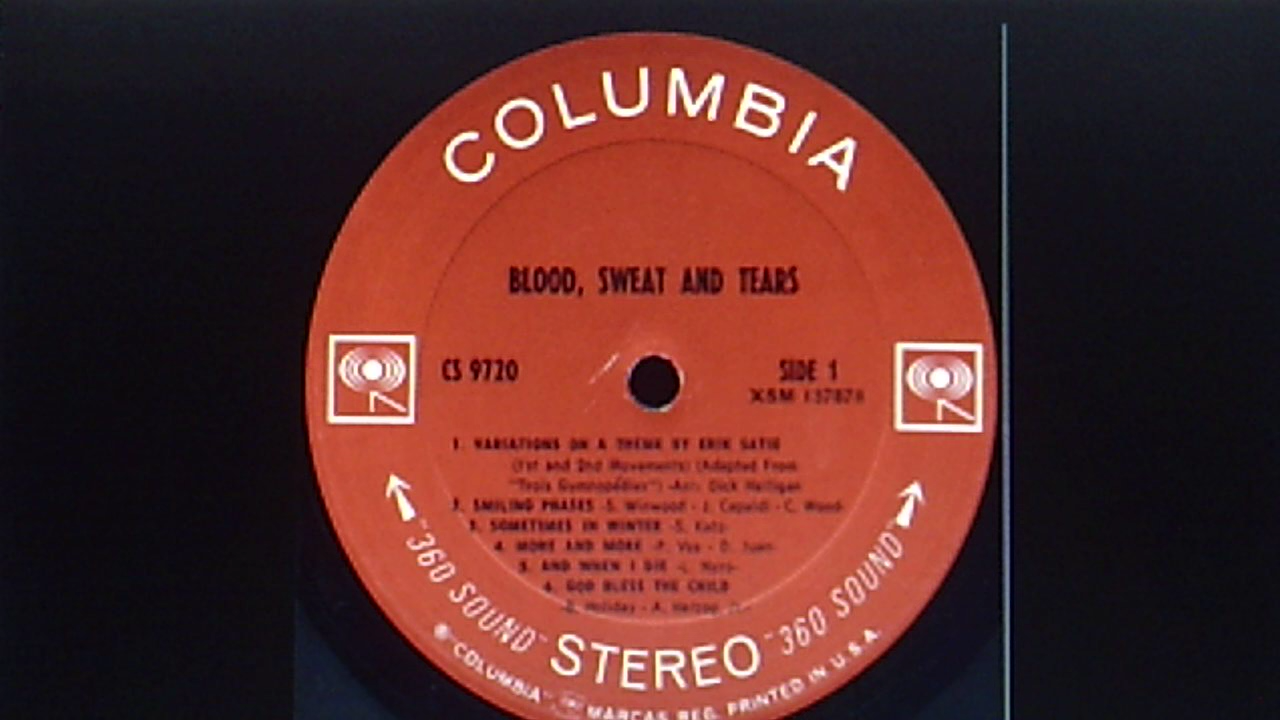 COLUMBIA
BLOOD, SWEAT AND TEARS
CS 9720
SIDE 1
XSM 137878
1. VARIATIONS ON A THEME BY ERIK SATIE
(1st and 2nd Movements) (Adapted From
"Trois Gymnopédies") -Arr: Dick Halligan
2. SMILING PHASES -S. Winwood - J. Capaldi - C. Wood-
3. SOMETIMES IN WINTER -S. Katz-
4. MORE AND MORE -P. Vee - D. Juan-
5. AND WHEN I DIE -L. Nyro-
6. GOD BLESS THE CHILD
-B. Holiday - A. Herzog Jr.-
"360 SOUND" STEREO "360 SOUND"
"COLUMBIA", MARCAS REG. PRINTED IN U.S.A.